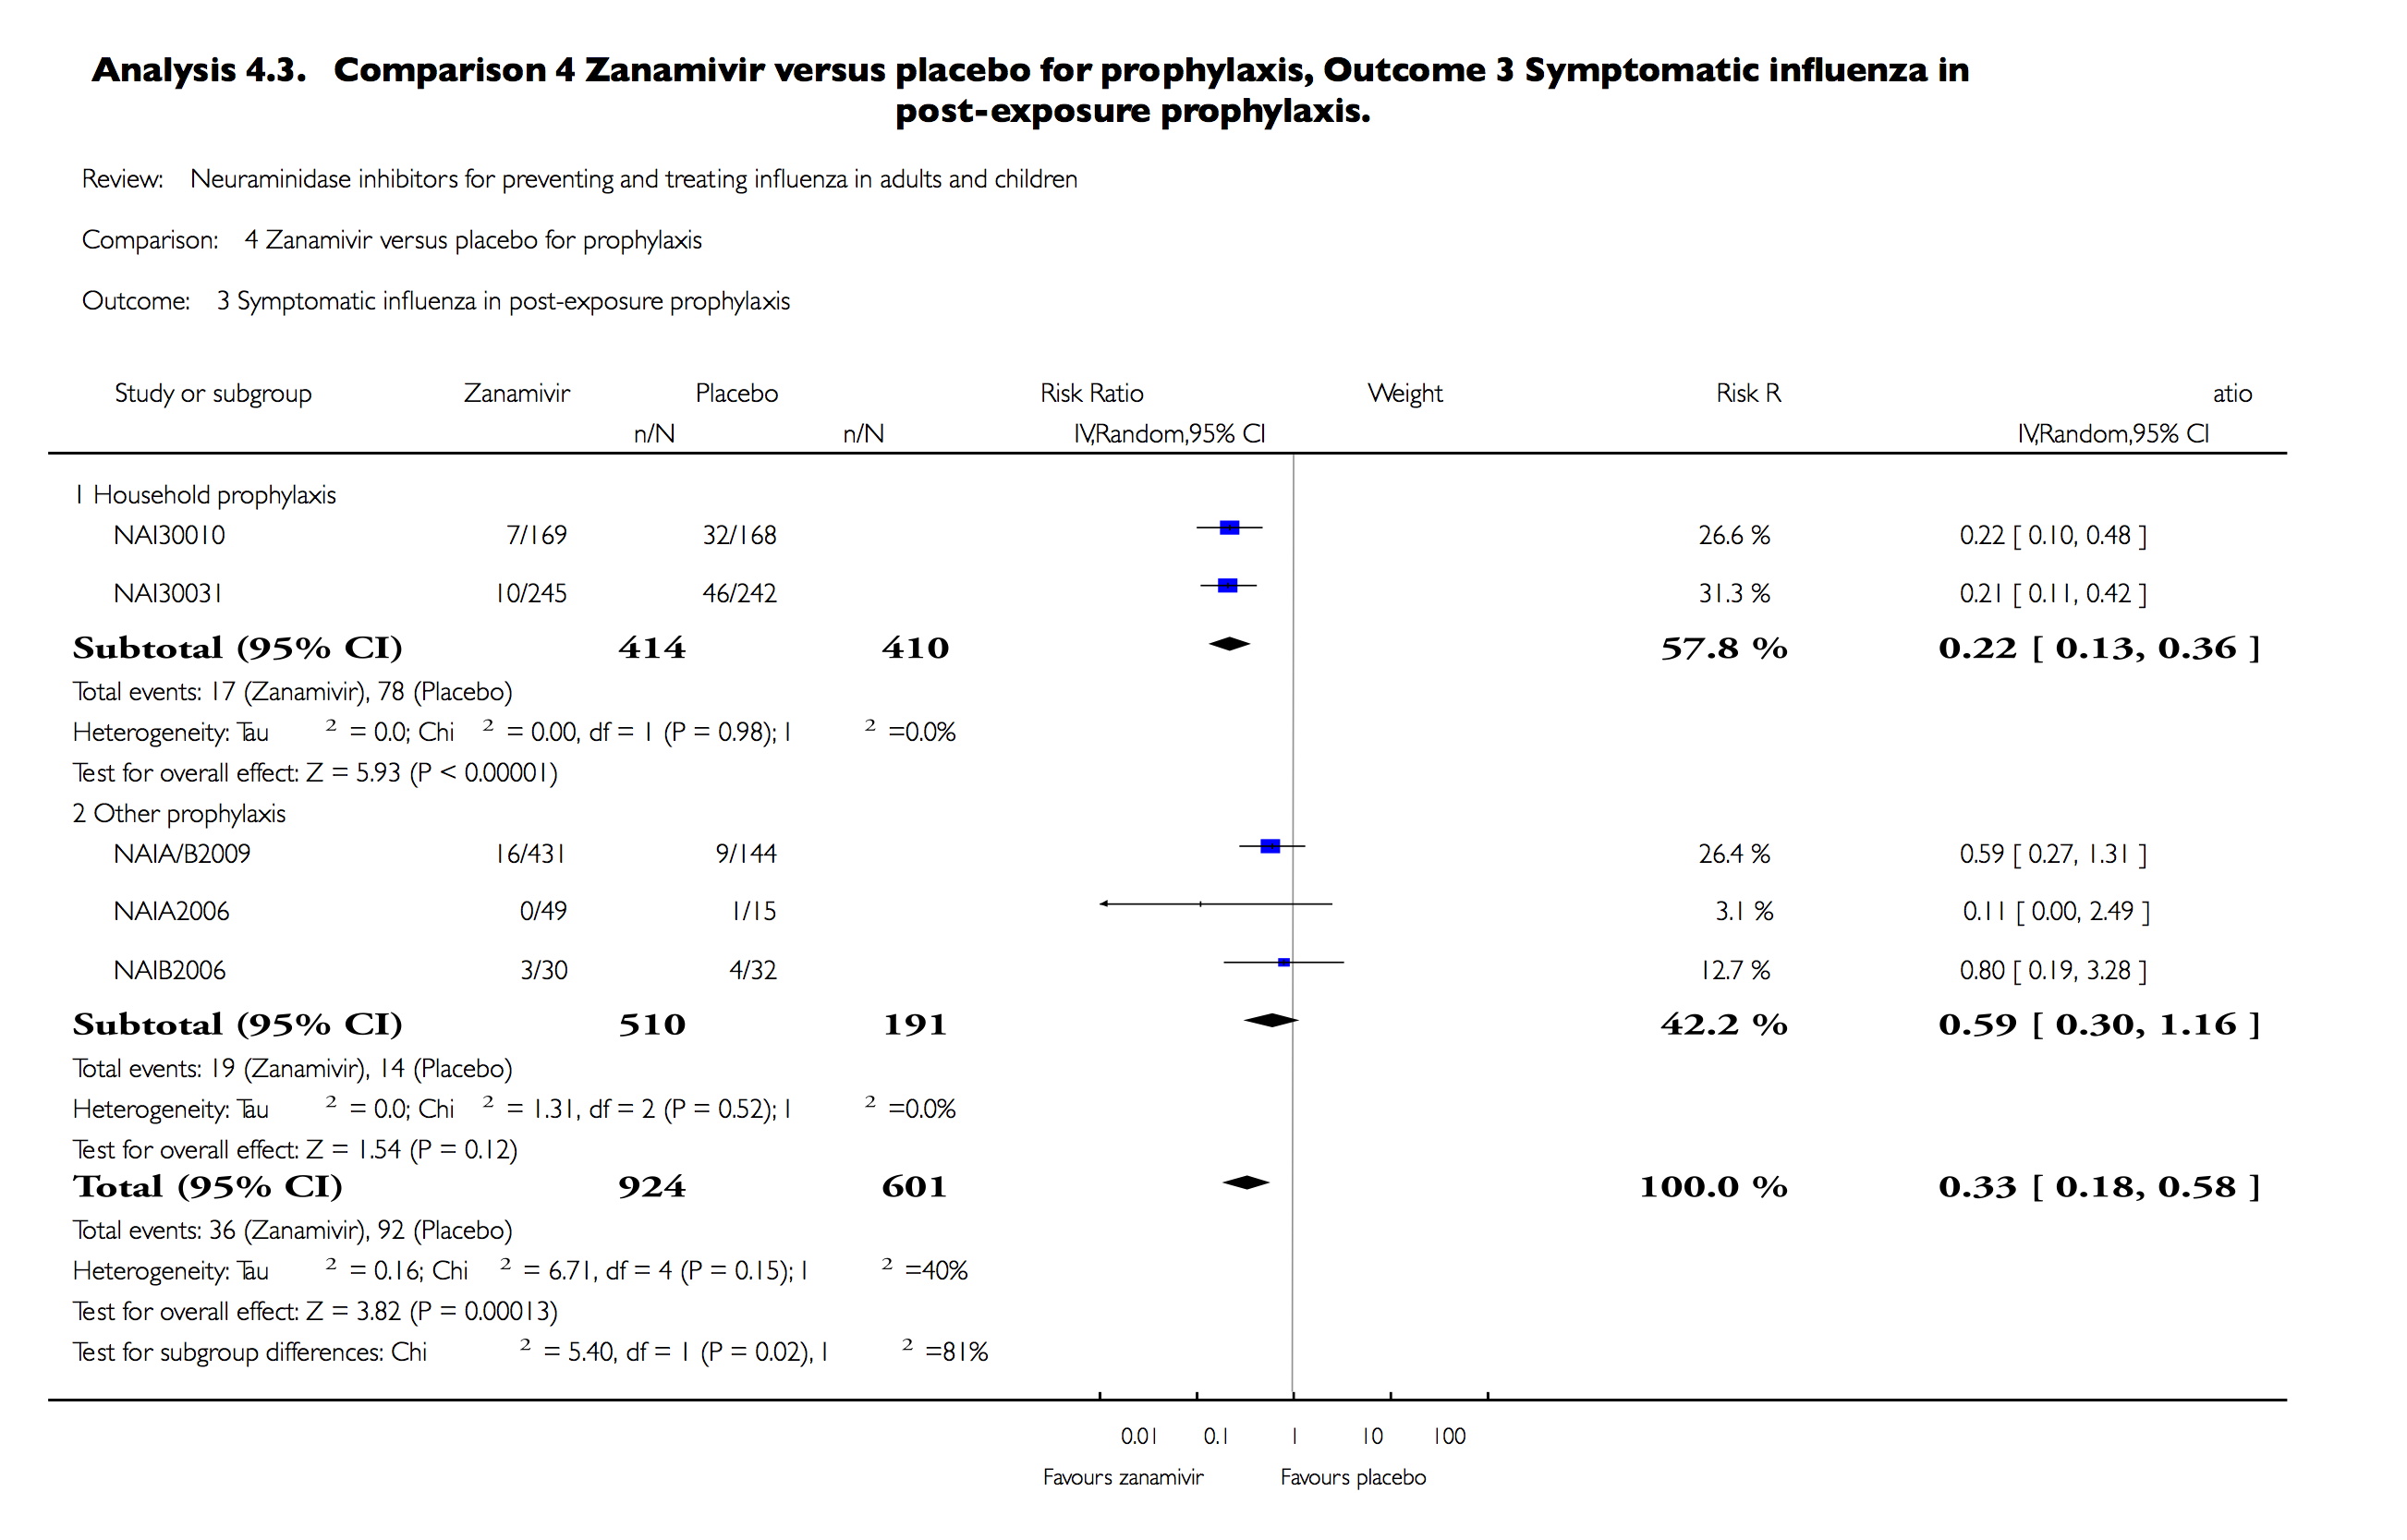 Analysis 4.3. Comparison 4 Zanamivir versus placebo for prophylaxis, Outcome 3 Symptomatic influenza in
post-exposure prophylaxis.
Review: Neuraminidase inhibitors for preventing and treating influenza in adults and children
Comparison: 4 Zanamivir versus placebo for prophylaxis
Outcome: 3 Symptomatic influenza in post-exposure prophylaxis
Study or subgroup Zanamivir Placebo Risk Ratio Weight Risk R atio
n/N n/N IV,Random,95% CI IV,Random,95% CI
1 Household prophylaxis
NAI30010 7/169 32/168 26.6 % 0.22 [ 0.10, 0.48 ]
NAI30031 10/245 46/242 31.3 % 0.21 [ 0.11, 0.42 ]
Subtotal (95% CI) 414 410 57.8 % 0.22 [ 0.13, 0.36 ]
Total events: 17 (Zanamivir), 78 (Placebo)
Heterogeneity: Tau 2 = 0.0; Chi 2 = 0.00, df = 1 (P = 0.98); I 2 =0.0%
Test for overall effect: Z = 5.93 (P < 0.00001)
2 Other prophylaxis
NAIA/B2009 16/431 9/144 26.4 % 0.59 [ 0.27, 1.31 ]
NAIA2006 0/49 1/15 3.1 % 0.11 [ 0.00, 2.49 ]
NAIB2006 3/30 4/32 12.7 % 0.80 [ 0.19, 3.28 ]
Subtotal (95% CI) 510 191 42.2 % 0.59 [ 0.30, 1.16 ]
Total events: 19 (Zanamivir), 14 (Placebo)
Heterogeneity: Tau 2 = 0.0; Chi 2 = 1.31, df = 2 (P = 0.52); I 2 =0.0%
Test for overall effect: Z = 1.54 (P = 0.12)
Total (95% CI) 924 601 100.0 % 0.33 [ 0.18, 0.58 ]
Total events: 36 (Zanamivir), 92 (Placebo)
Heterogeneity: Tau 2 = 0.16; Chi 2 = 6.71, df = 4 (P = 0.15); I 2 =40%
Test for overall effect: Z = 3.82 (P = 0.00013)
Test for subgroup differences: Chi 2 = 5.40, df = 1 (P = 0.02), I 2 =81%
0.01 0.1 1 10 100
Favours zanamivir Favours placebo